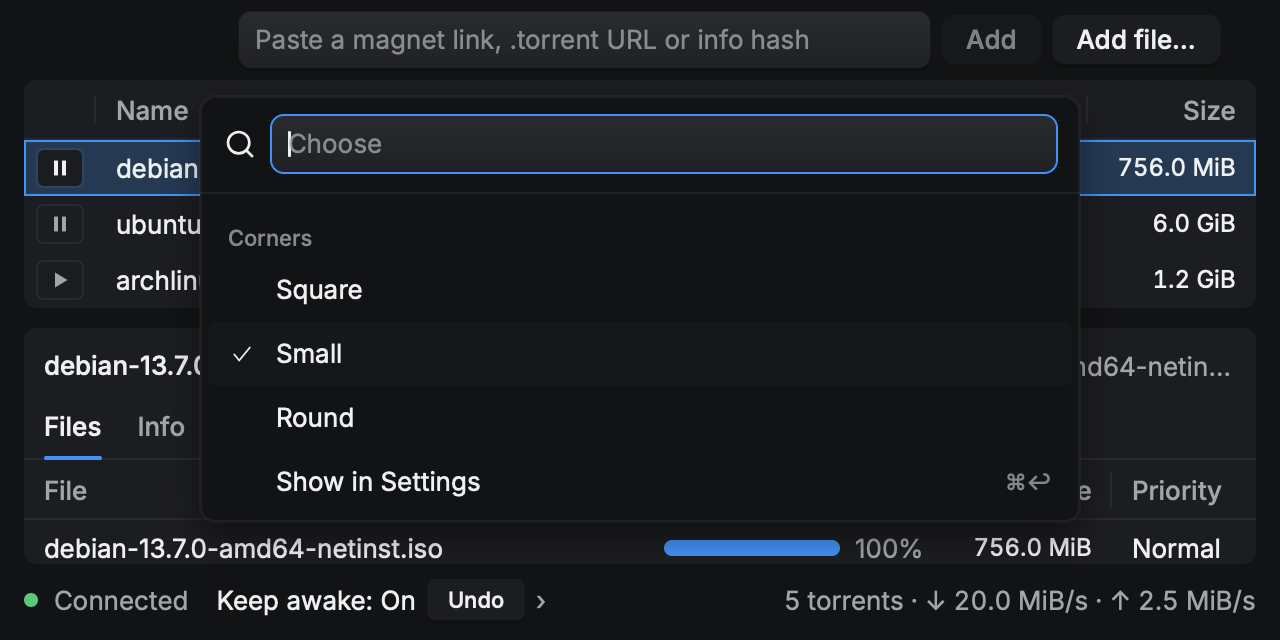 Paste a magnet link, .torrent URL or info hash
Add
Add file...
Name
Size
Choose
debian
756.0 MiB
ubuntu
6.0 GiB
Corners
1.2 GiB
Square
Small
debian-13.7.0
md64-netin...
Round
Files Info
Show in Settings ⌘↩
File
Priority
debian-13.7.0-amd64-netinst.iso 100% 756.0 MiB Normal
Connected Keep awake: On Undo ›
5 torrents · ↓ 20.0 MiB/s · ↑ 2.5 MiB/s